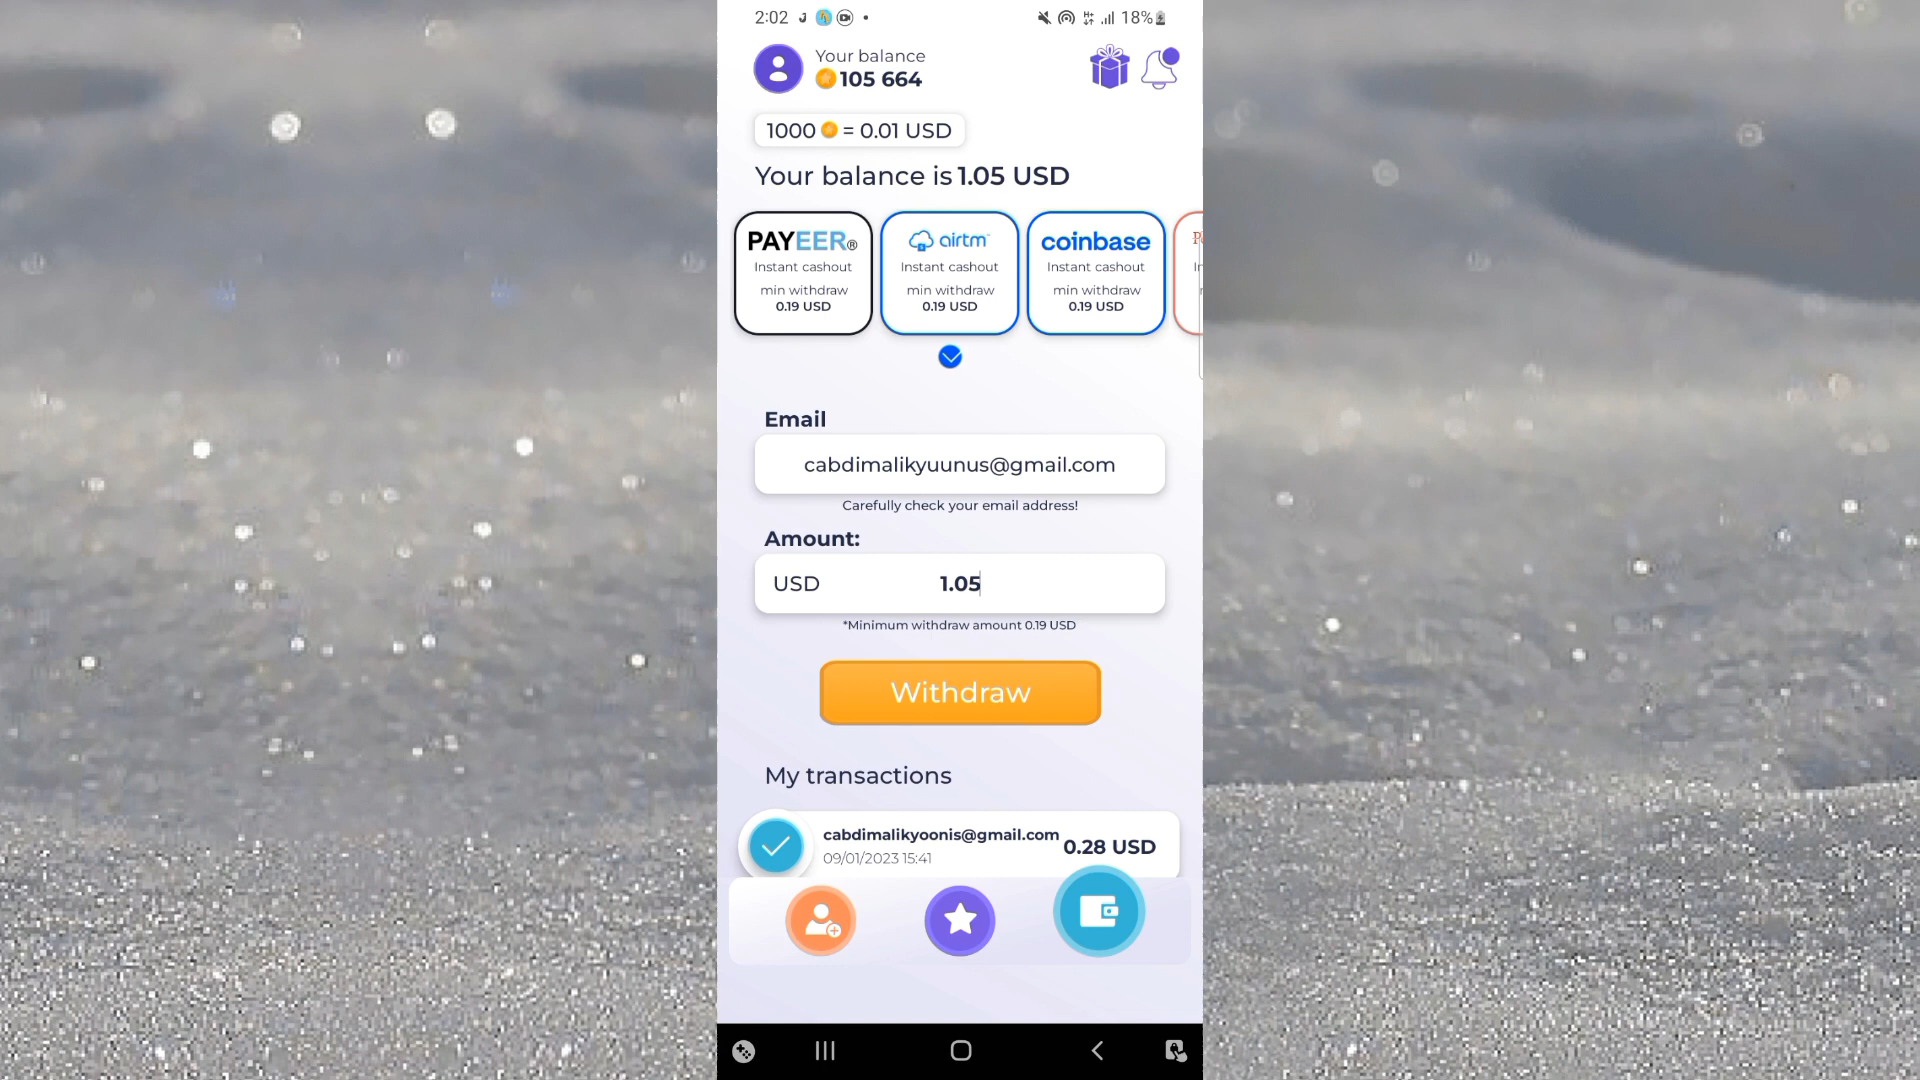 2:02
18%
Your balance
105 664
1000 = 0.01 USD
Your balance is 1.05 USD
PAYEER®
Instant cashout
min withdraw
0.19 USD
airtm
Instant cashout
min withdraw
0.19 USD
coinbase
Instant cashout
min withdraw
0.19 USD
Email
cabdimalikyuunus@gmail.com
Carefully check your email address!
Amount:
USD 1.05
*Minimum withdraw amount 0.19 USD
Withdraw
My transactions
cabdimalikyoonis@gmail.com
0.28 USD
09/01/2023 15:41